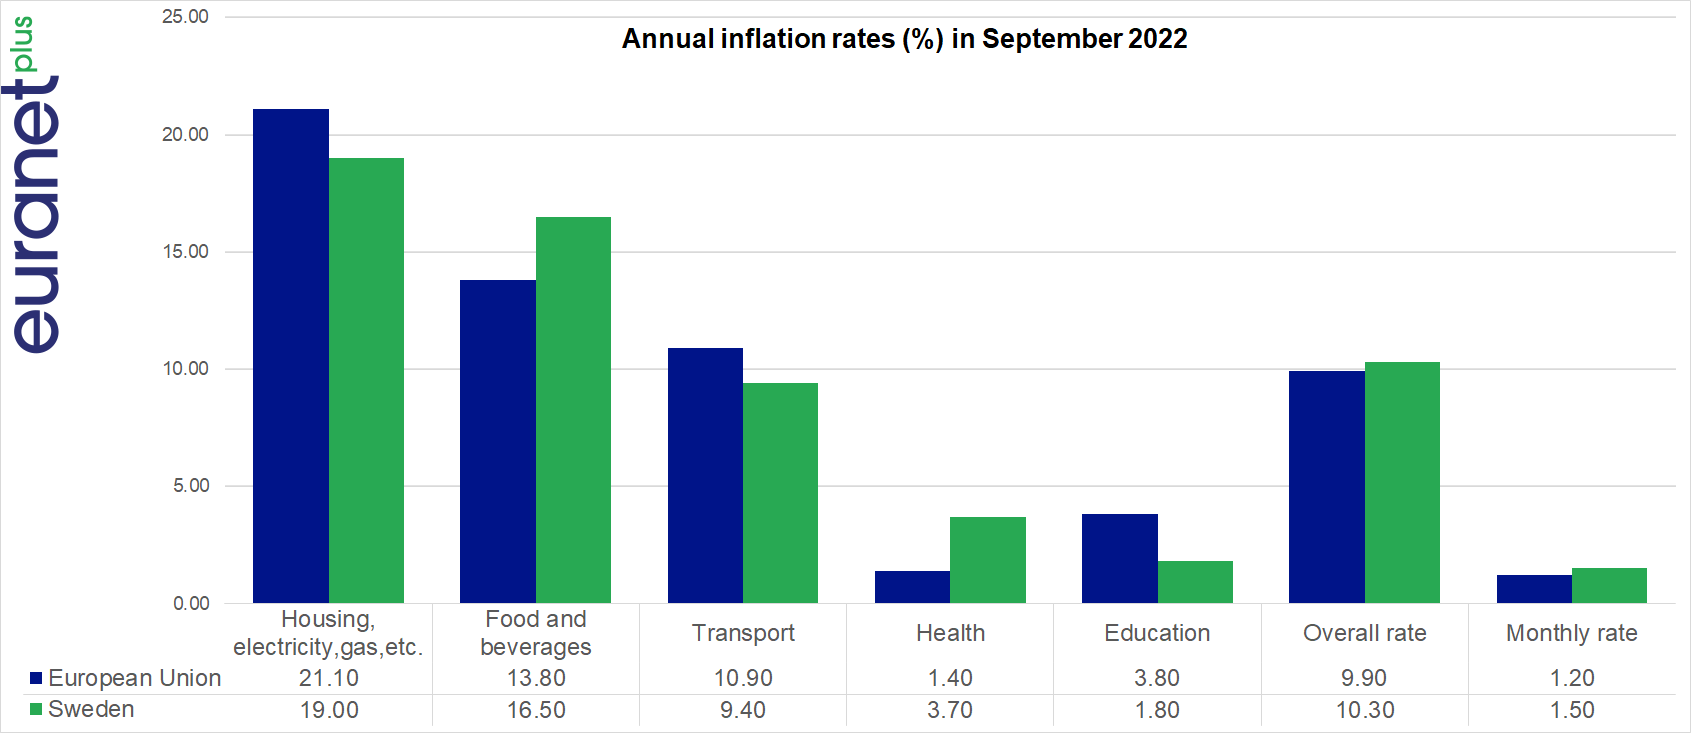 euranet plus
Annual inflation rates (%) in September 2022
25.00
20.00
15.00
10.00
5.00
0.00
Housing, electricity,gas,etc. Food and beverages Transport Health Education Overall rate Monthly rate
European Union 21.10 13.80 10.90 1.40 3.80 9.90 1.20
Sweden 19.00 16.50 9.40 3.70 1.80 10.30 1.50